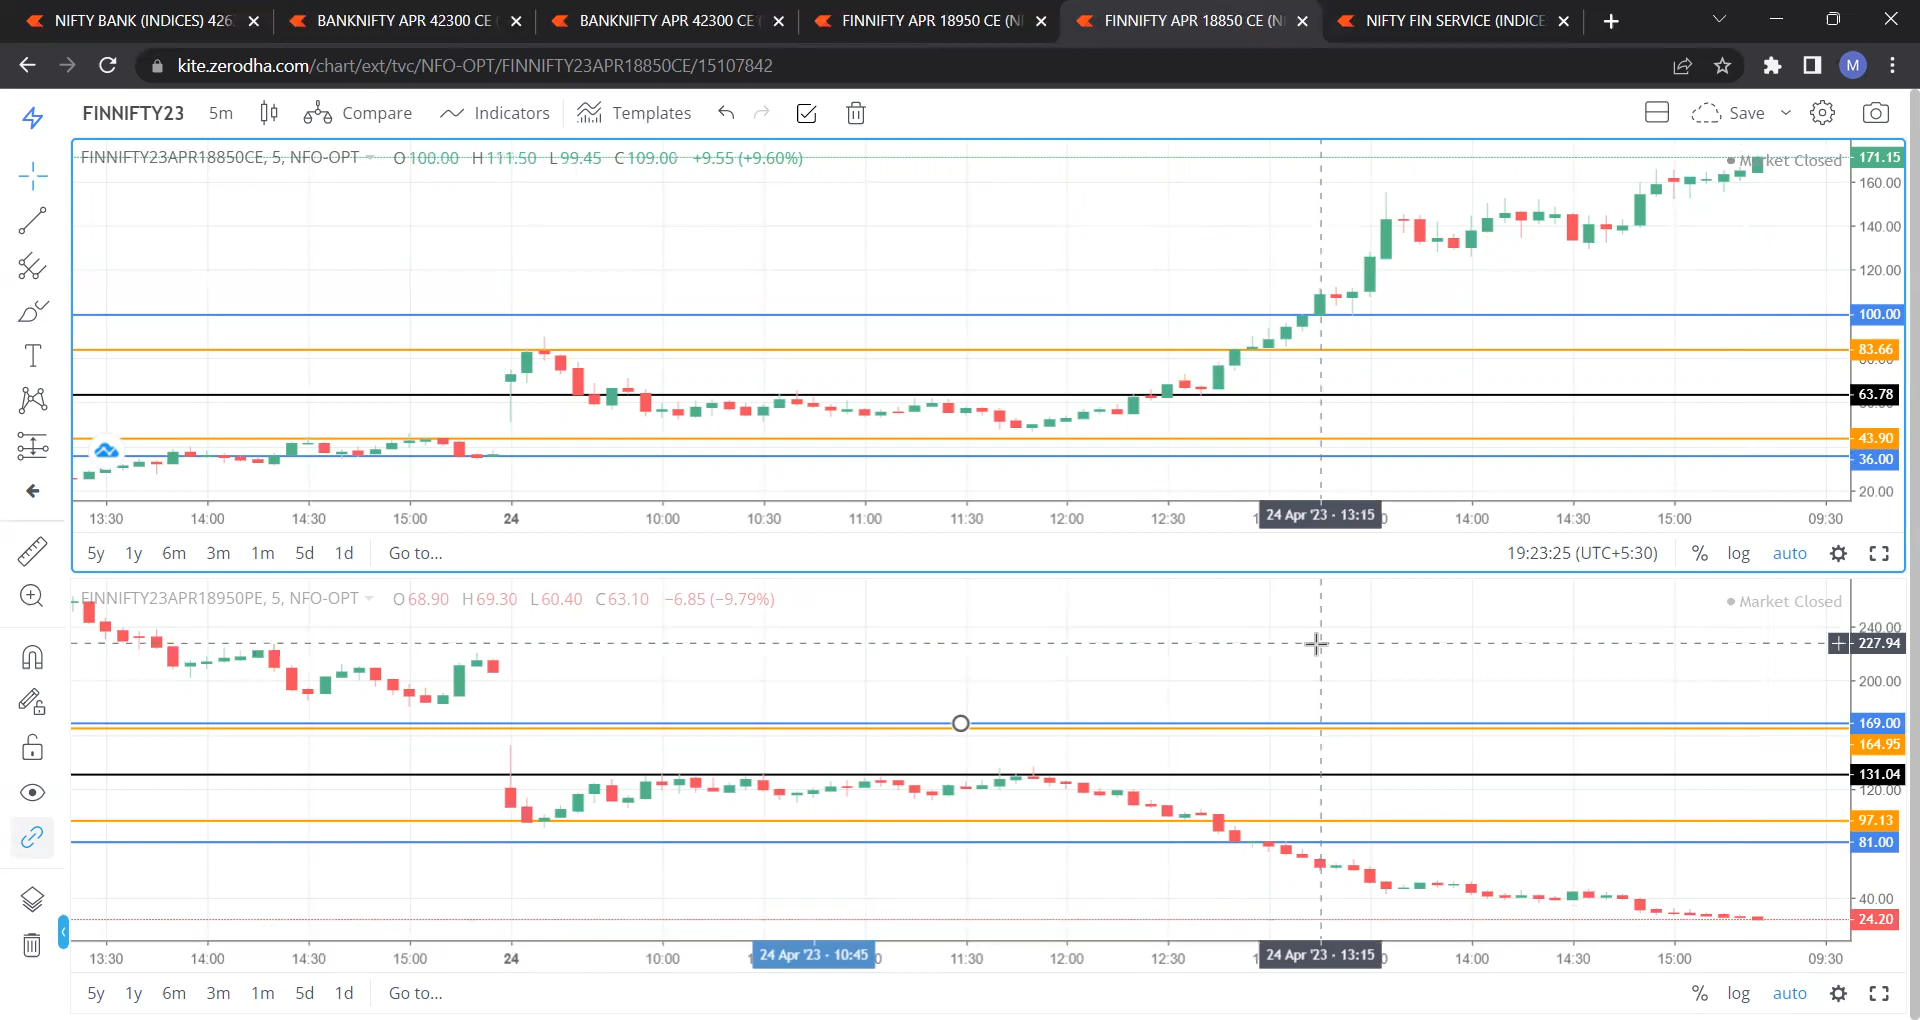 NIFTY BANK (INDICES) 426
BANKNIFTY APR 42300 CE
BANKNIFTY APR 42300 CE
FINNIFTY APR 18950 CE (N
FINNIFTY APR 18850 CE (N
NIFTY FIN SERVICE (INDICE
kite.zerodha.com/chart/ext/tvc/NFO-OPT/FINNIFTY23APR18850CE/15107842
M
FINNIFTY23 5m Compare Indicators Templates Save
FINNIFTY23APR18850CE, 5, NFO-OPT O100.00 H111.50 L99.45 C109.00 +9.55 (+9.60%)
Market Closed
171.15
160.00
140.00
120.00
100.00
83.66
63.78
43.90
36.00
20.00
13:30 14:00 14:30 15:00 24 10:00 10:30 11:00 11:30 12:00 12:30 24 Apr '23 · 13:15 14:00 14:30 15:00 09:30
5y 1y 6m 3m 1m 5d 1d Go to... 19:23:25 (UTC+5:30) % log auto
FINNIFTY23APR18950PE, 5, NFO-OPT O68.90 H69.30 L60.40 C63.10 −6.85 (−9.79%)
Market Closed
240.00
227.94
200.00
169.00
164.95
131.04
120.00
97.13
81.00
40.00
24.20
13:30 14:00 14:30 15:00 24 10:00 24 Apr '23 · 10:45 11:30 12:00 12:30 24 Apr '23 · 13:15 14:00 14:30 15:00 09:30
5y 1y 6m 3m 1m 5d 1d Go to... % log auto